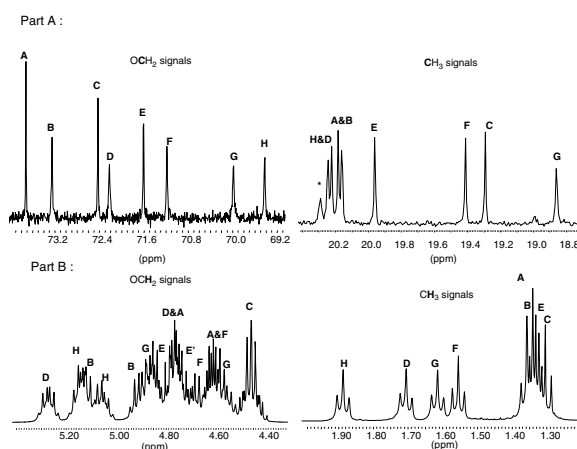 Part A :
OCH2 signals
A
B
C
D
E
F
G
H
73.2 72.4 71.6 70.8 70.0 69.2
(ppm)
CH3 signals
*
H&D
A&B
E
F
C
G
20.2 20.0 19.8 19.6 19.4 19.2 19.0 18.8
(ppm)
Part B :
OCH2 signals
D
H
B
H
B
G
E
D&A
E'
F
A&F
G
C
5.20 5.00 4.80 4.60 4.40
(ppm)
CH3 signals
H
D
G
F
B
A
E
C
1.90 1.80 1.70 1.60 1.50 1.40 1.30
(ppm)